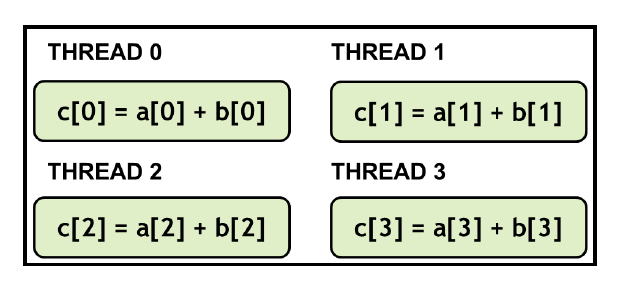 THREAD 0
THREAD 1
c[0] = a[0] + b[0]
c[1] = a[1] + b[1]
THREAD 2
THREAD 3
c[2] = a[2] + b[2]
c[3] = a[3] + b[3]